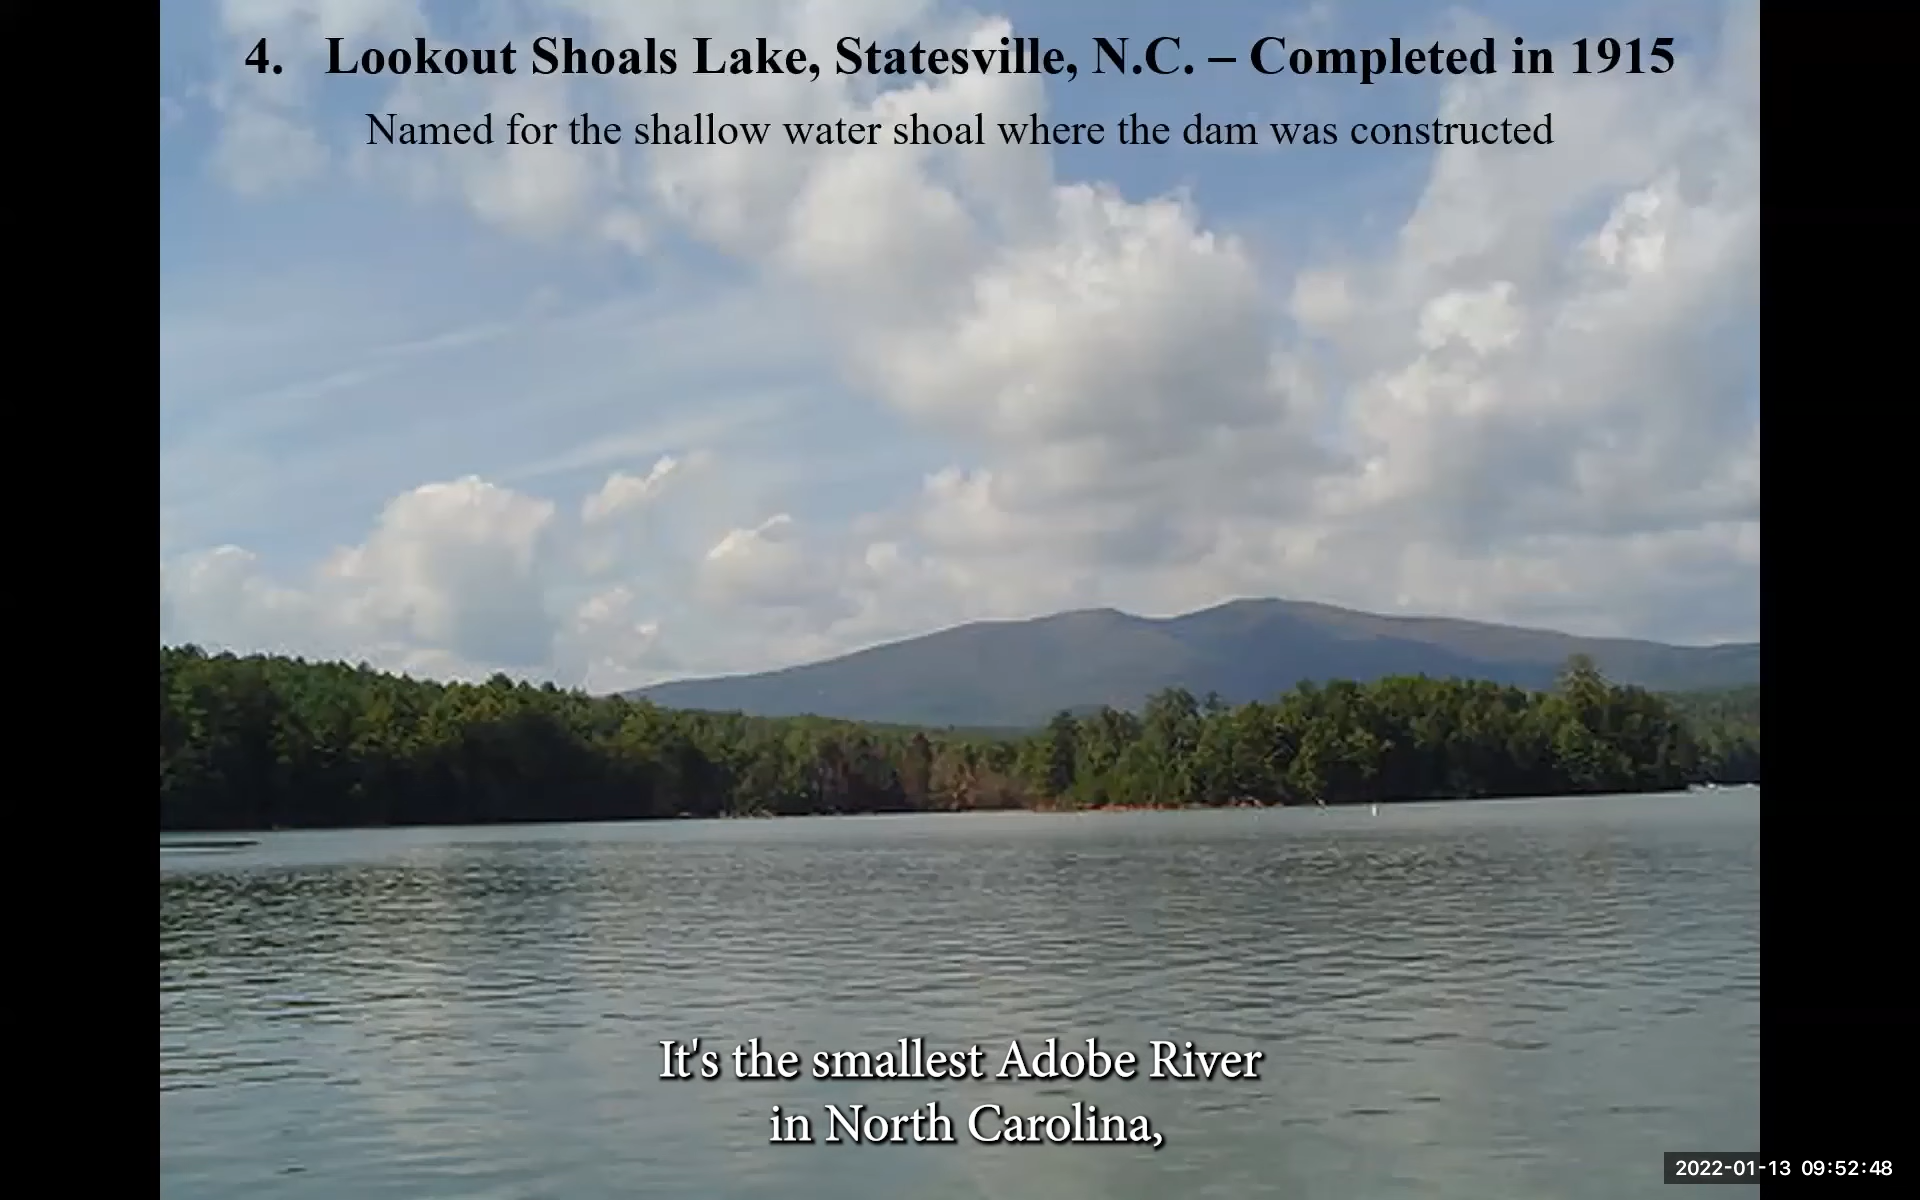 4. Lookout Shoals Lake, Statesville, N.C. – Completed in 1915
Named for the shallow water shoal where the dam was constructed
It's the smallest Adobe River
in North Carolina,
2022-01-13 09:52:48